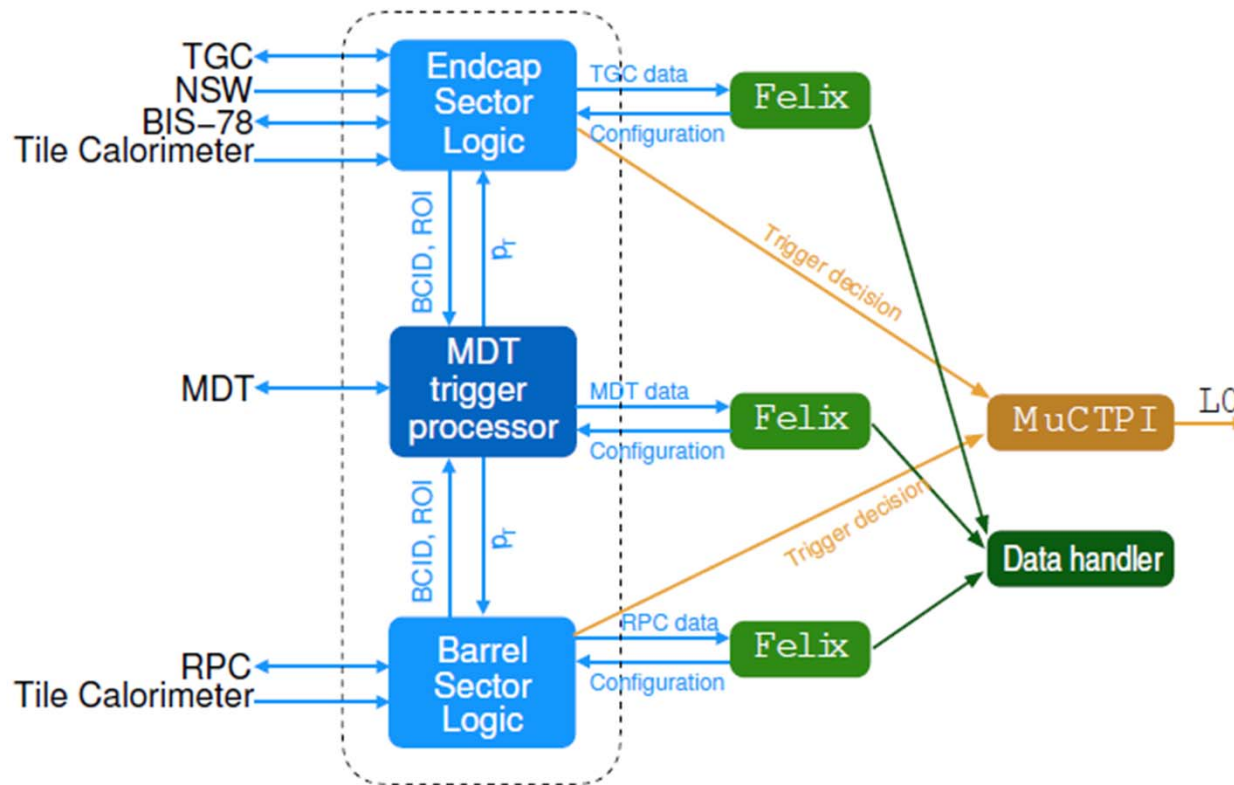 TGC
NSW
BIS-78
Tile Calorimeter
Endcap
Sector
Logic
TGC data
Configuration
Felix
BCID, ROI
pT
Trigger decision
MDT
MDT
trigger
processor
MDT data
Configuration
Felix
MuCTPI
L0
BCID, ROI
pT
Trigger decision
Data handler
RPC
Tile Calorimeter
Barrel
Sector
Logic
RPC data
Configuration
Felix